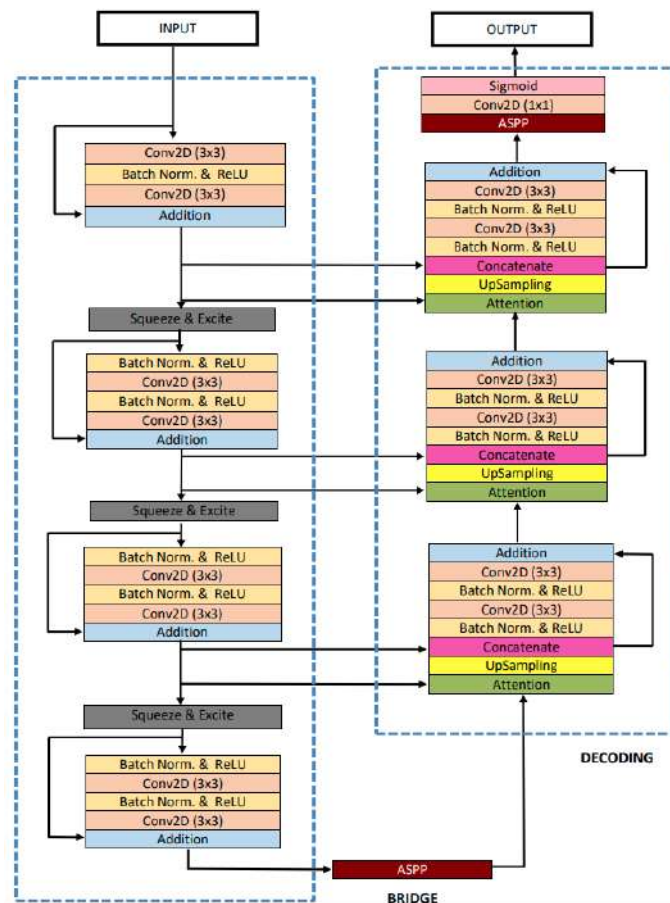 INPUT
Conv2D (3x3)
Batch Norm. & ReLU
Conv2D (3x3)
Addition
Squeeze & Excite
Batch Norm. & ReLU
Conv2D (3x3)
Batch Norm. & ReLU
Conv2D (3x3)
Addition
Squeeze & Excite
Batch Norm. & ReLU
Conv2D (3x3)
Batch Norm. & ReLU
Conv2D (3x3)
Addition
Squeeze & Excite
Batch Norm. & ReLU
Conv2D (3x3)
Batch Norm. & ReLU
Conv2D (3x3)
Addition
ASPP
BRIDGE
OUTPUT
Sigmoid
Conv2D (1x1)
ASPP
Addition
Conv2D (3x3)
Batch Norm. & ReLU
Conv2D (3x3)
Batch Norm. & ReLU
Concatenate
UpSampling
Attention
Addition
Conv2D (3x3)
Batch Norm. & ReLU
Conv2D (3x3)
Batch Norm. & ReLU
Concatenate
UpSampling
Attention
Addition
Conv2D (3x3)
Batch Norm. & ReLU
Conv2D (3x3)
Batch Norm. & ReLU
Concatenate
UpSampling
Attention
DECODING